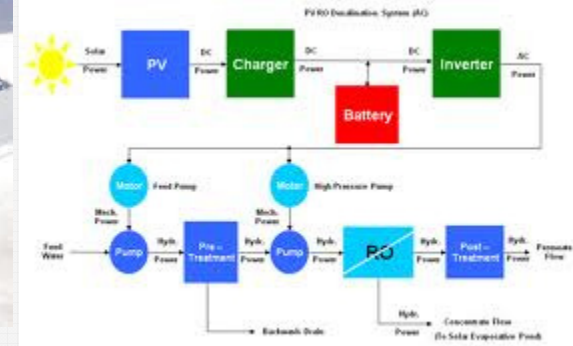 PV RO Desalination System (AC)
Solar
Power
PV
DC
Power
Charger
DC
Power
DC
Power
Inverter
AC
Power
Battery
Motor
Feed Pump
Motor
High Pressure Pump
Mech.
Power
Mech.
Power
Feed
Water
Pump
Hydr.
Power
Pre –
Treatment
Hydr.
Power
Pump
Hydr.
Power
RO
Hydr.
Power
Post –
Treatment
Hydr.
Power
Permeate
Flow
Backwash Drain
Hydr.
Power
Concentrate Flow
(To Solar Evaporative Pond)